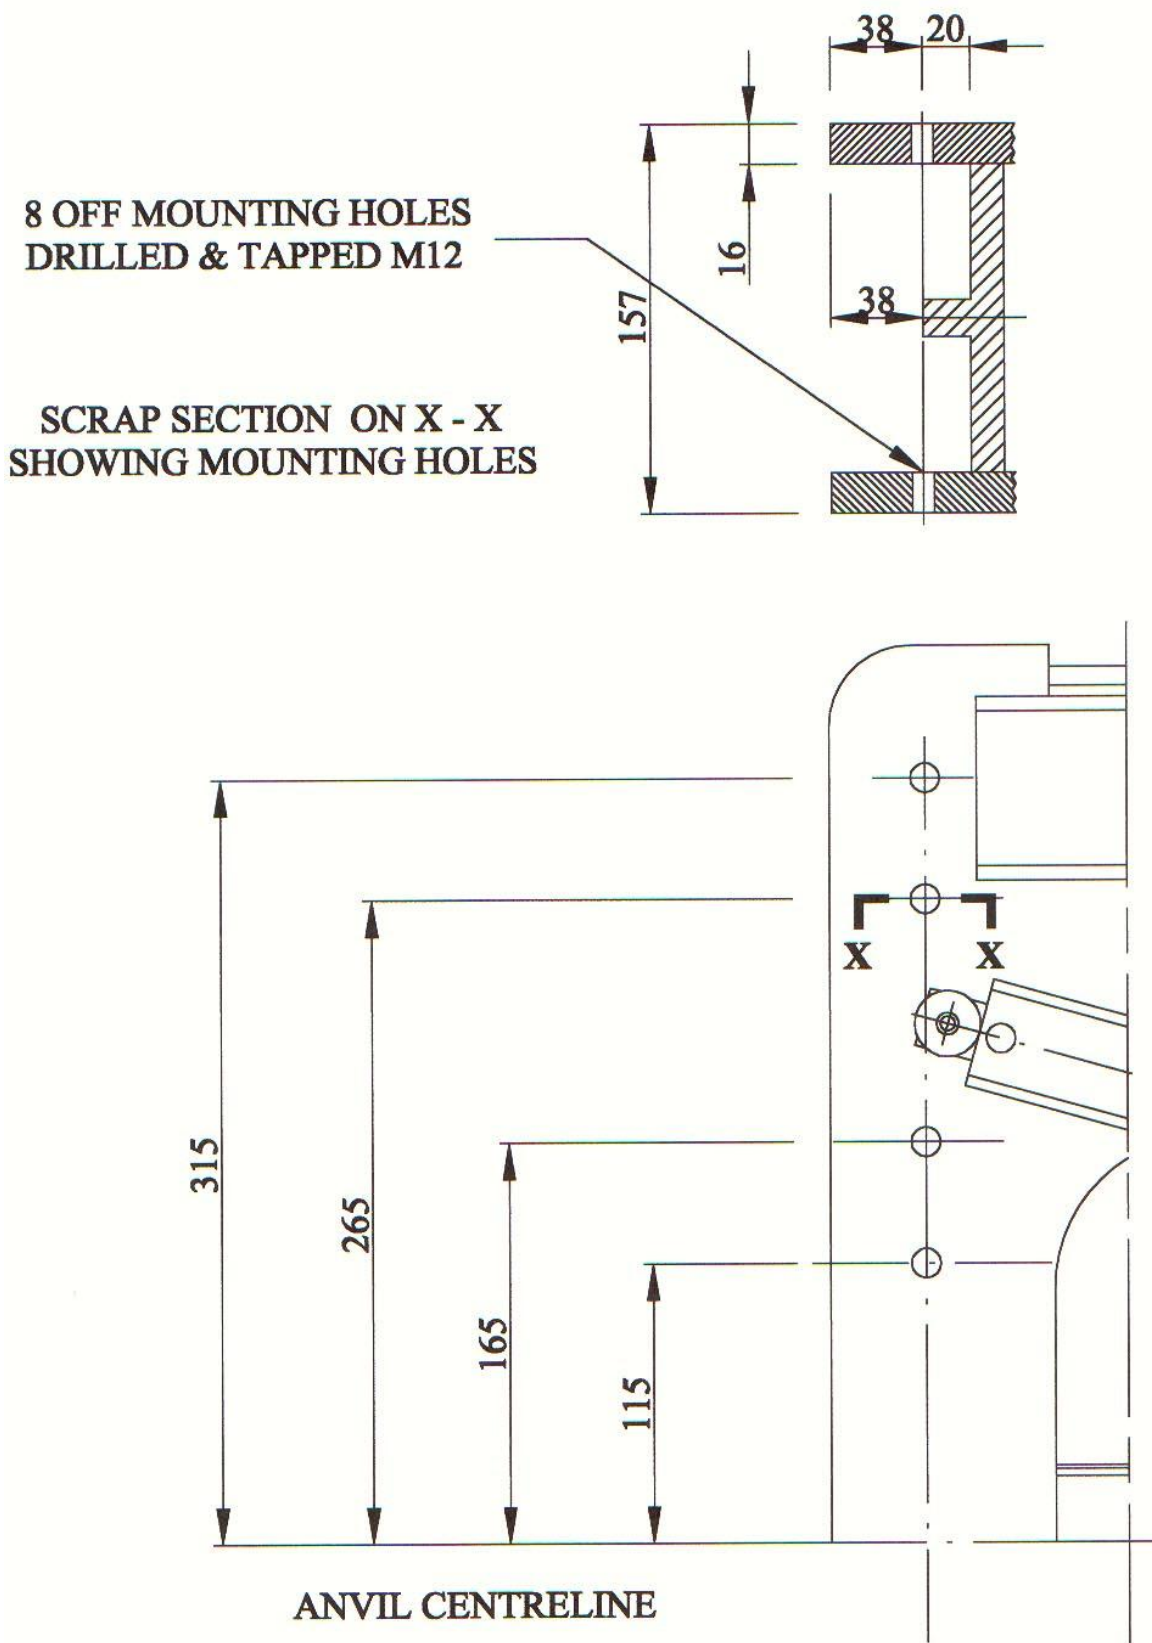 38 20
8 OFF MOUNTING HOLES
DRILLED & TAPPED M12
16
38
157
SCRAP SECTION ON X - X
SHOWING MOUNTING HOLES
X X
315
265
165
115
ANVIL CENTRELINE